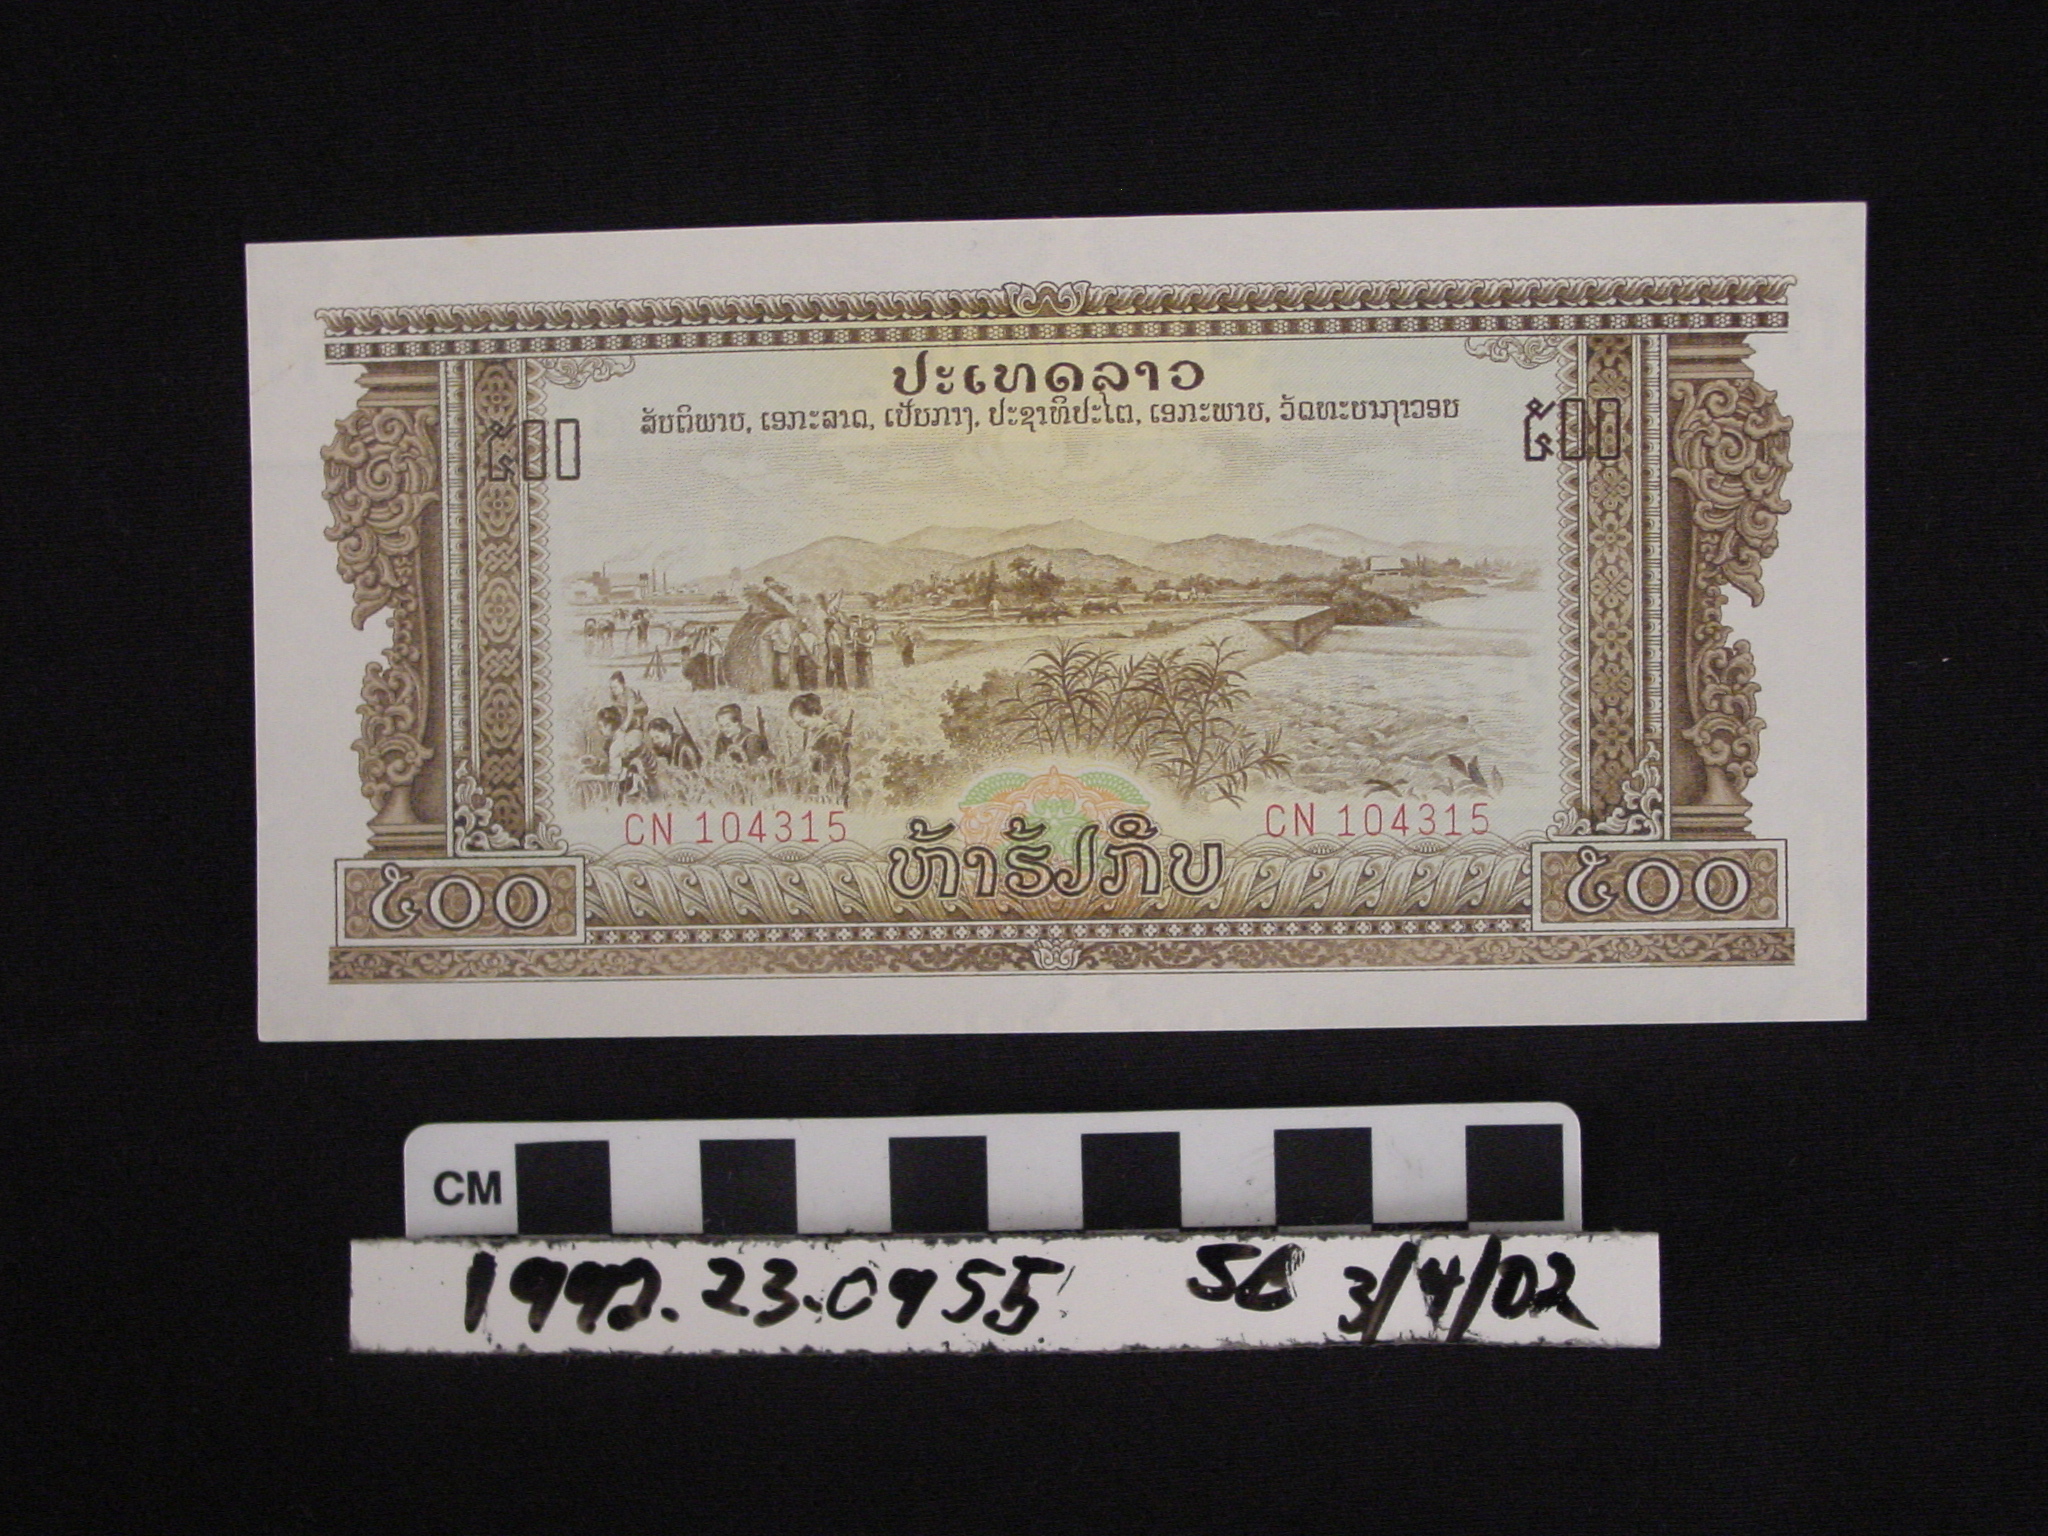 ປະເທດລາວ
ສັນຕິພາບ, ເອກະລາດ, ເປັນກາງ, ປະຊາທິປະໄຕ, ເອກະພາບ, ວັດທະນາຖາວອນ
໕໐໐ ໕໐໐
CN 104315 CN 104315
ຫ້າຮ້ຽກີບ
໕໐໐ ໕໐໐
CM
1992.23.0955 SC 3/4/02